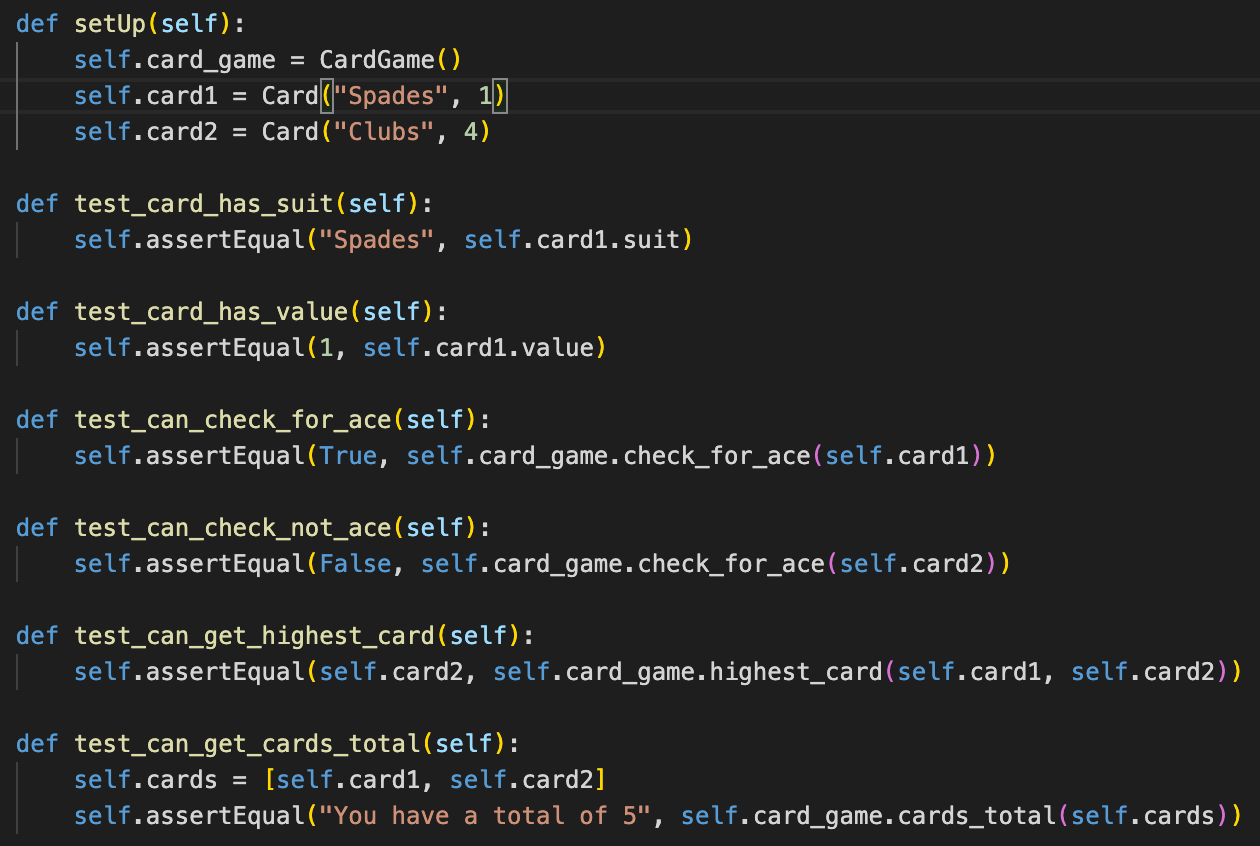 def setUp(self):
    self.card_game = CardGame()
    self.card1 = Card("Spades", 1)
    self.card2 = Card("Clubs", 4)

def test_card_has_suit(self):
    self.assertEqual("Spades", self.card1.suit)

def test_card_has_value(self):
    self.assertEqual(1, self.card1.value)

def test_can_check_for_ace(self):
    self.assertEqual(True, self.card_game.check_for_ace(self.card1))

def test_can_check_not_ace(self):
    self.assertEqual(False, self.card_game.check_for_ace(self.card2))

def test_can_get_highest_card(self):
    self.assertEqual(self.card2, self.card_game.highest_card(self.card1, self.card2))

def test_can_get_cards_total(self):
    self.cards = [self.card1, self.card2]
    self.assertEqual("You have a total of 5", self.card_game.cards_total(self.cards))